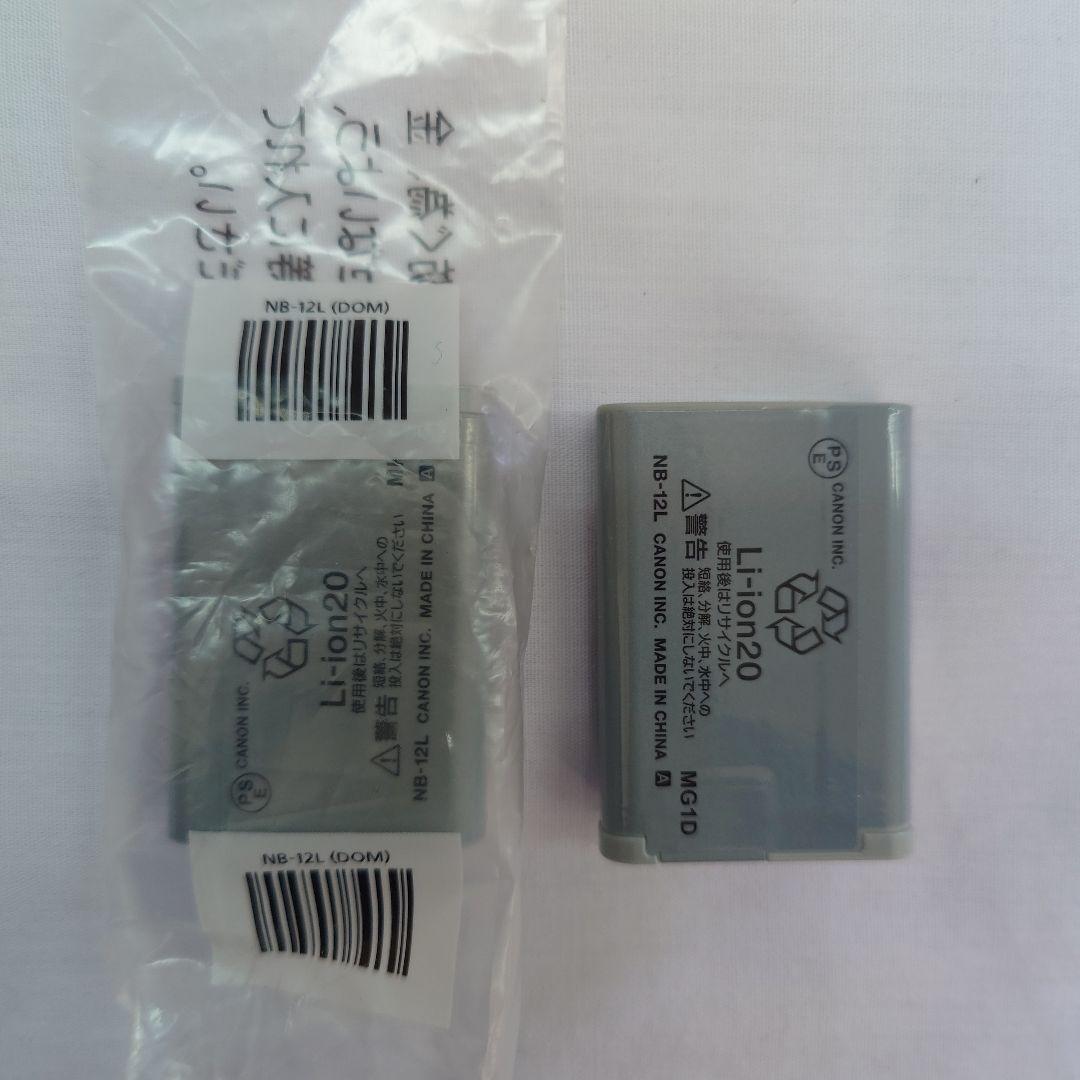 NB-12L (DOM)
PSE CANON INC.
Li-ion20
使用後はリサイクルへ
警告 短絡、分解、火中、水中への
投入は絶対にしないでください
NB-12L CANON INC. MADE IN CHINA A
NB-12L (DOM)
PSE CANON INC.
Li-ion20
使用後はリサイクルへ
警告 短絡、分解、火中、水中への
投入は絶対にしないでください
NB-12L CANON INC. MADE IN CHINA A
MG1D